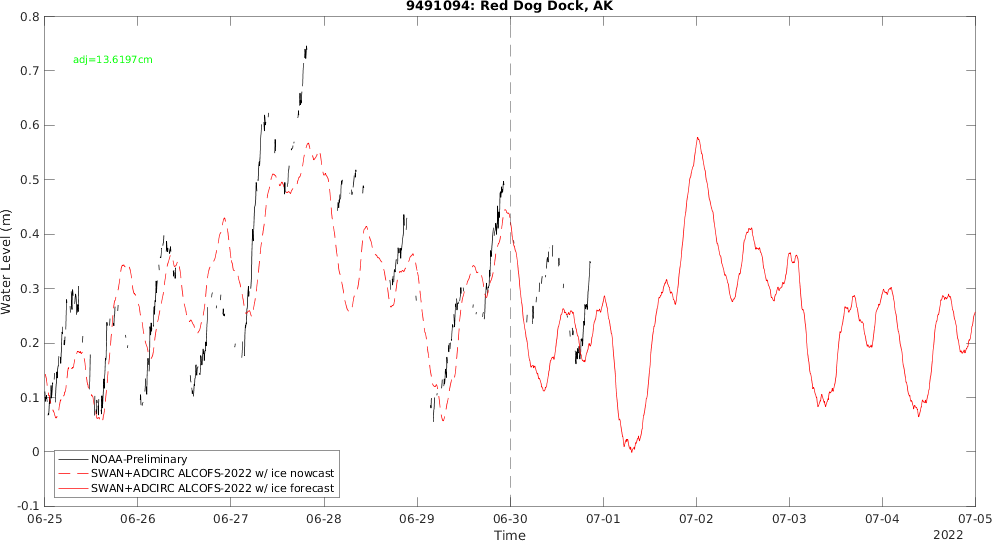 9491094: Red Dog Dock, AK
adj=13.6197cm
Water Level (m)
0.8
0.7
0.6
0.5
0.4
0.3
0.2
0.1
0
-0.1
NOAA-Preliminary
SWAN+ADCIRC ALCOFS-2022 w/ ice nowcast
SWAN+ADCIRC ALCOFS-2022 w/ ice forecast
06-25 06-26 06-27 06-28 06-29 06-30 07-01 07-02 07-03 07-04 07-05
Time
2022